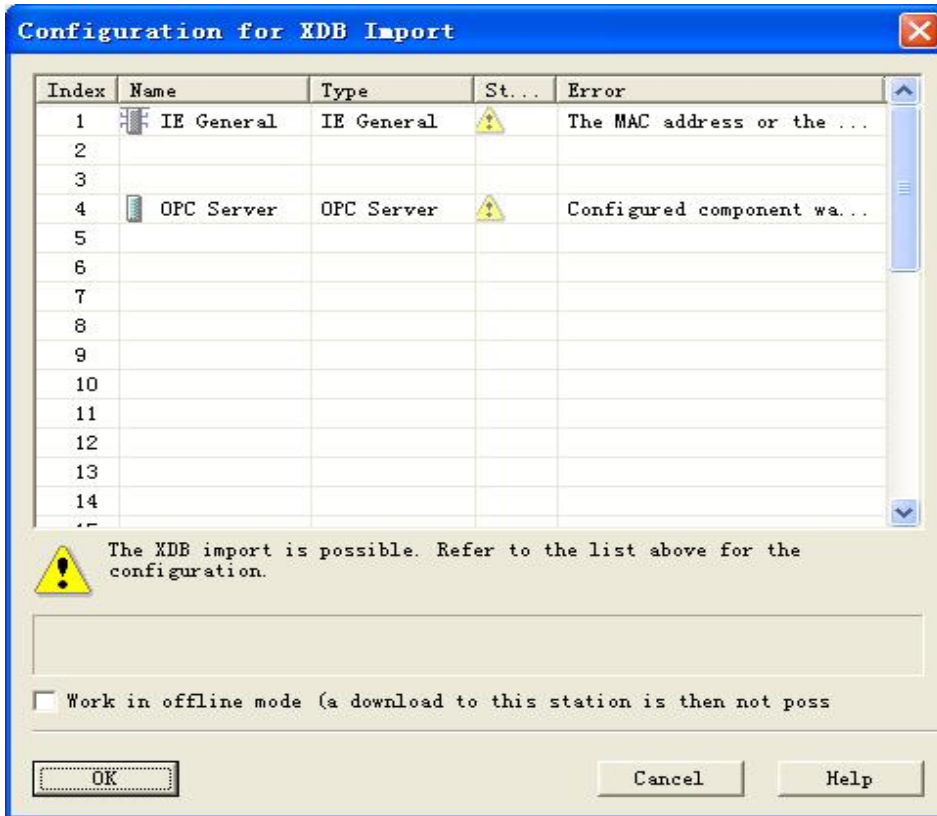 Configuration for XDB Import
Index Name Type St... Error
1 IE General IE General The MAC address or the ...
2
3
4 OPC Server OPC Server Configured component wa...
5
6
7
8
9
10
11
12
13
14
The XDB import is possible. Refer to the list above for the
configuration.
Work in offline mode (a download to this station is then not poss
OK Cancel Help